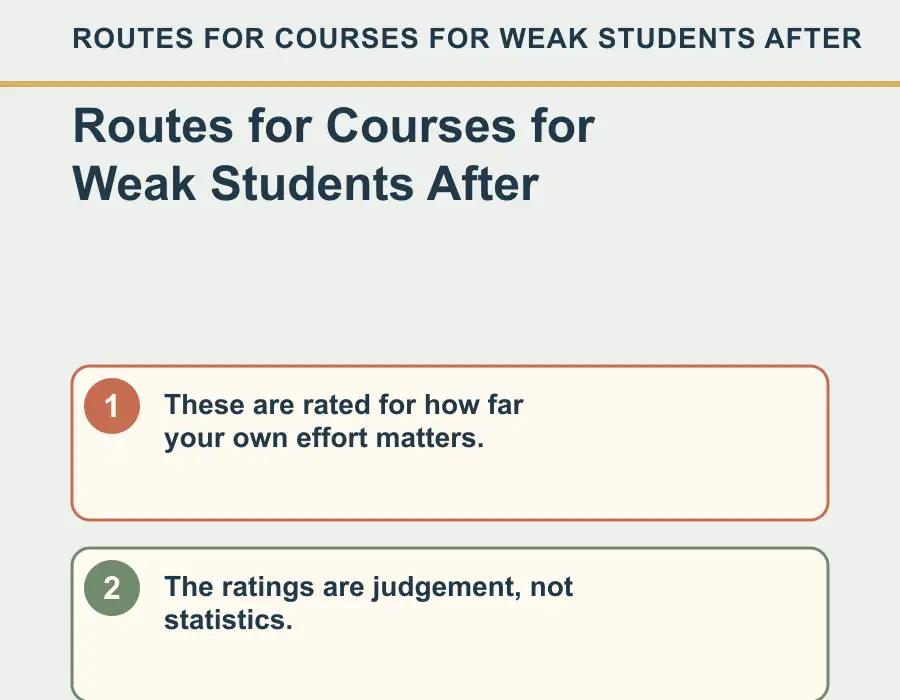 ROUTES FOR COURSES FOR WEAK STUDENTS AFTER
Routes for Courses for
Weak Students After
1
These are rated for how far
your own effort matters.
2
The ratings are judgement, not
statistics.